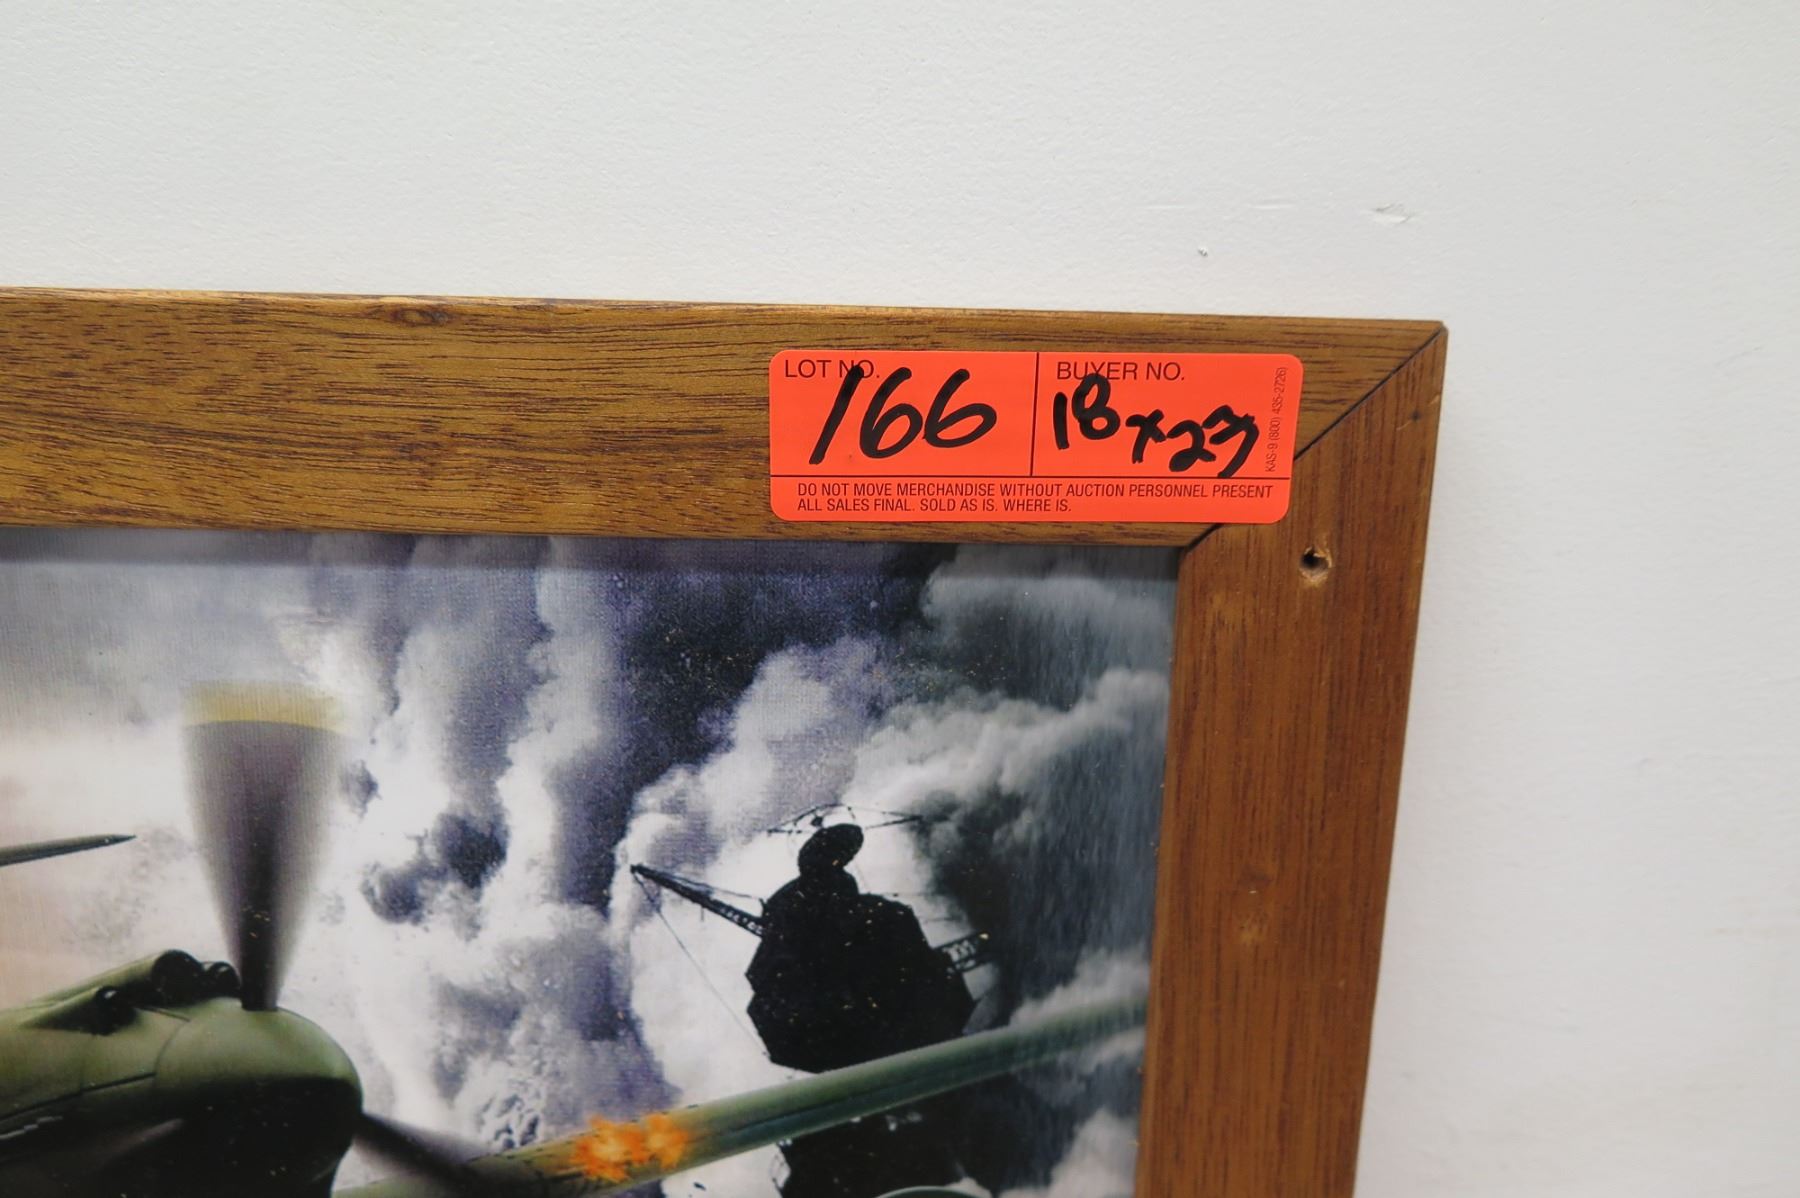 LOT NO. BUYER NO.
166 18x23
DO NOT MOVE MERCHANDISE WITHOUT AUCTION PERSONNEL PRESENT
ALL SALES FINAL. SOLD AS IS. WHERE IS.
KAS-9 (800) 435-2726)